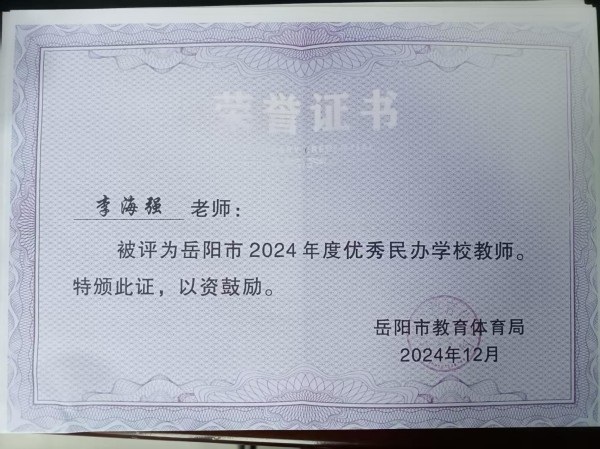 荣誉证书
李海强 老师：
被评为岳阳市2024年度优秀民办学校教师。
特颁此证，以资鼓励。
岳阳市教育体育局
2024年12月